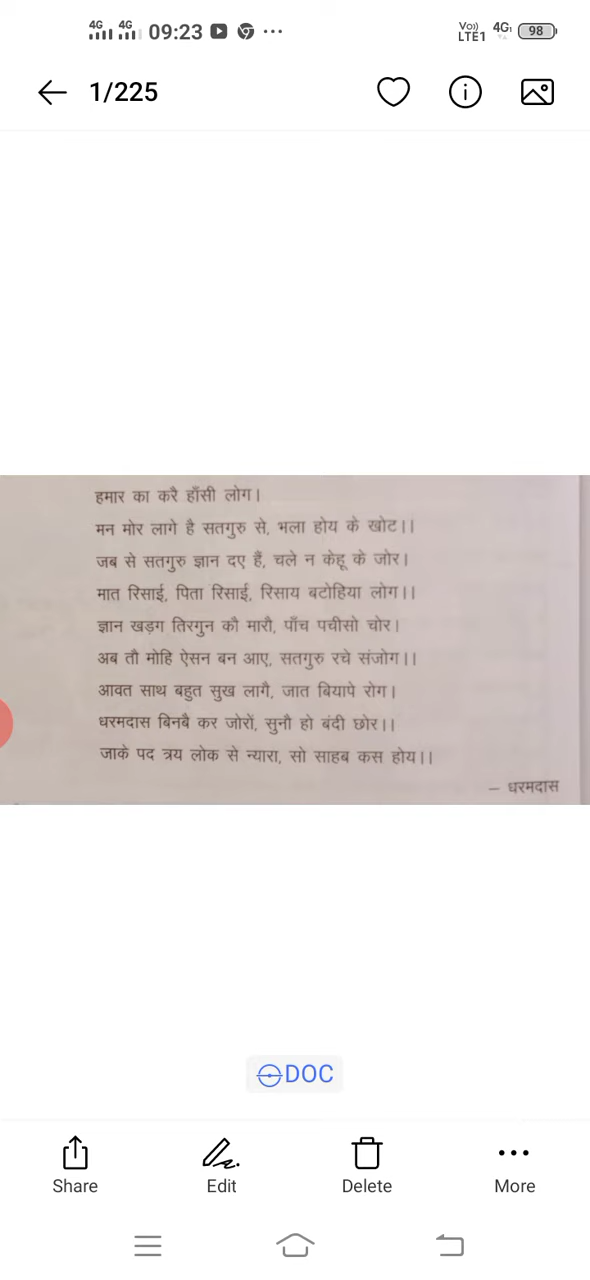 4G 4G 09:23 ... Vo)) LTE1 4G 98
1/225
हमार का करै हाँसी लोग।
मन मोर लागे है सतगुरु से, भला होय के खोट।।
जब से सतगुरु ज्ञान दए हैं, चले न केहू के जोर।
मात रिसाई, पिता रिसाई, रिसाय बटोहिया लोग।।
ज्ञान खड़ग तिरगुन कौ मारौ, पाँच पचीसो चोर।
अब तौ मोहि ऐसन बन आए, सतगुरु रचे संजोग।।
आवत साथ बहुत सुख लागै, जात बियापे रोग।
धरमदास बिनबै कर जोरों, सुनौ हो बंदी छोर।।
जाके पद त्रय लोक से न्यारा, सो साहब कस होय।।
– धरमदास
DOC
Share Edit Delete More